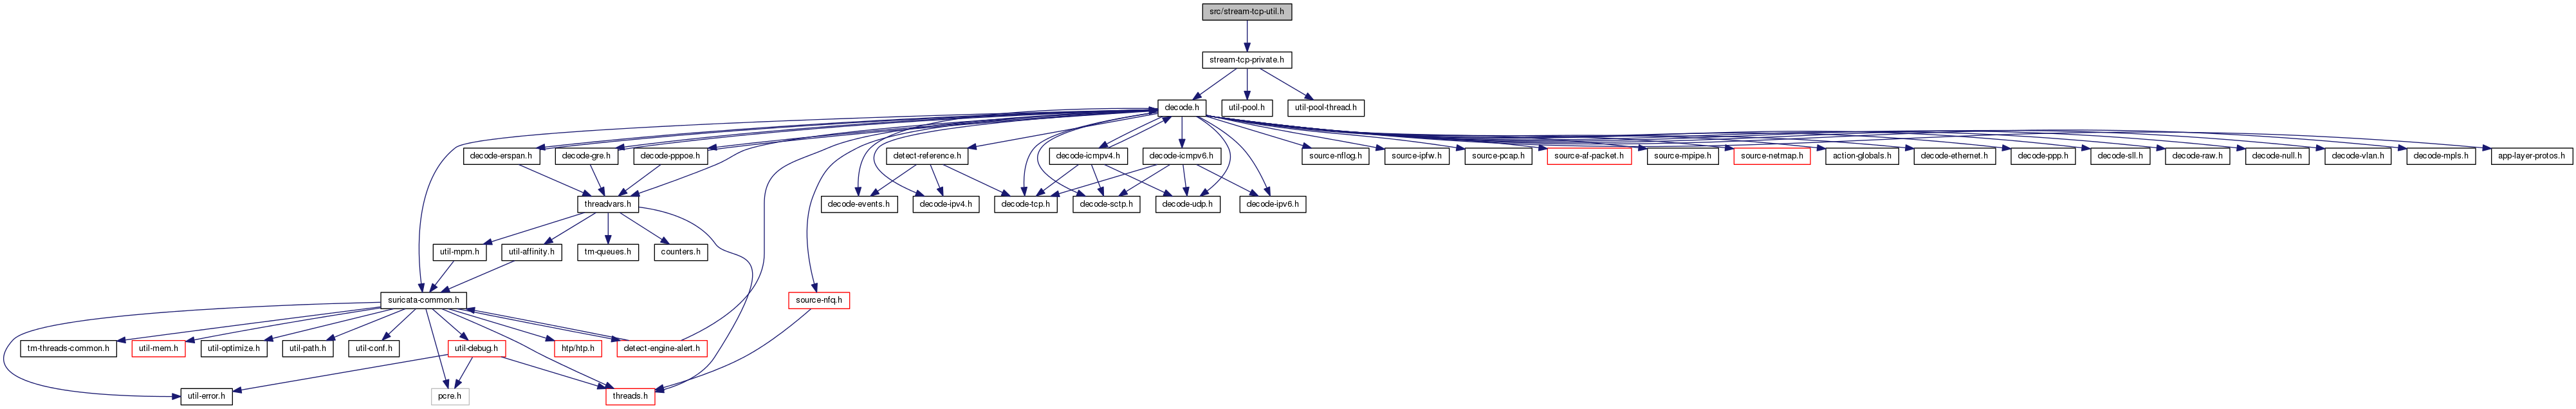 src/stream-tcp-util.h
stream-tcp-private.h
decode.h
util-pool.h
util-pool-thread.h
decode-erspan.h
decode-gre.h
decode-pppoe.h
detect-reference.h
decode-icmpv4.h
decode-icmpv6.h
source-nflog.h
source-ipfw.h
source-pcap.h
source-af-packet.h
source-mpipe.h
source-netmap.h
action-globals.h
decode-ethernet.h
decode-ppp.h
decode-sll.h
decode-raw.h
decode-null.h
decode-vlan.h
decode-mpls.h
app-layer-protos.h
threadvars.h
decode-events.h
decode-ipv4.h
decode-tcp.h
decode-sctp.h
decode-udp.h
decode-ipv6.h
util-mpm.h
util-affinity.h
tm-queues.h
counters.h
suricata-common.h
source-nfq.h
tm-threads-common.h
util-mem.h
util-optimize.h
util-path.h
util-conf.h
util-debug.h
htp/htp.h
detect-engine-alert.h
util-error.h
pcre.h
threads.h